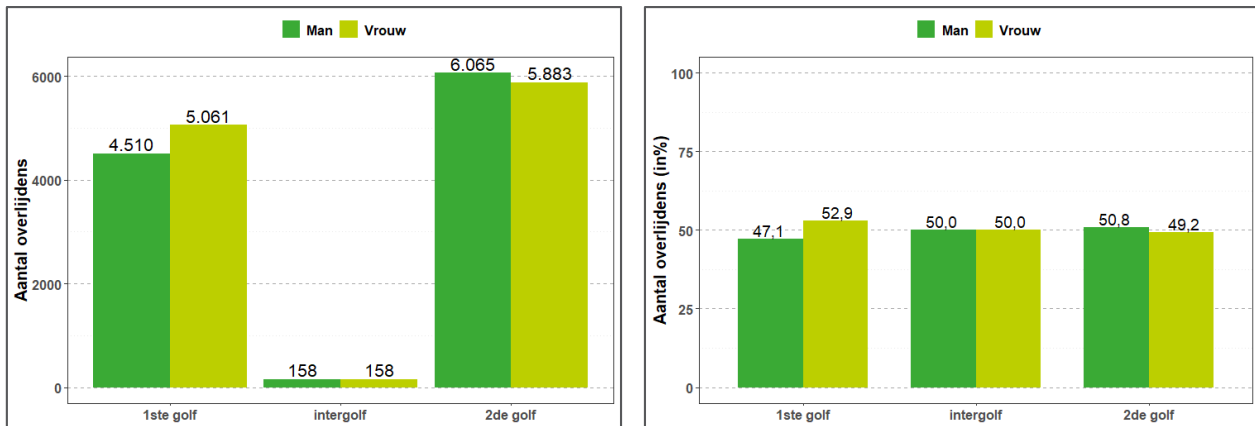 Man Vrouw
Aantal overlijdens
6000
4000
2000
0
4.510
5.061
158
158
6.065
5.883
1ste golf
intergolf
2de golf
Man Vrouw
Aantal overlijdens (in%)
100
75
50
25
0
47,1
52,9
50,0
50,0
50,8
49,2
1ste golf
intergolf
2de golf